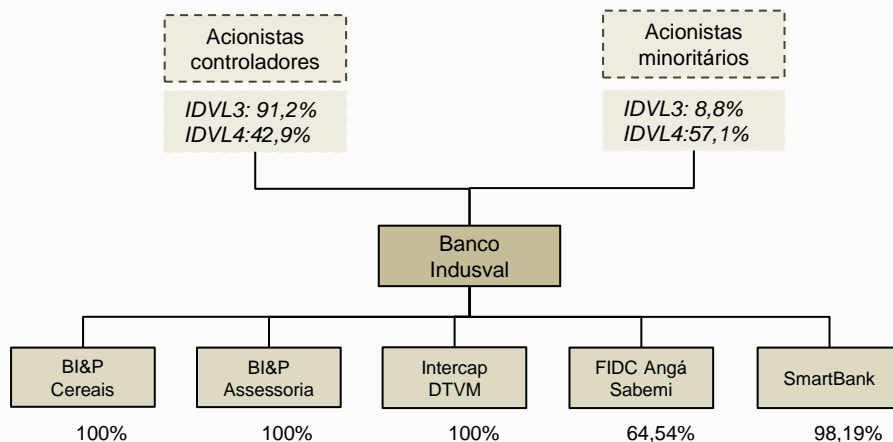 Acionistas
controladores
Acionistas
minoritários
IDVL3: 91,2%
IDVL4:42,9%
IDVL3: 8,8%
IDVL4:57,1%
Banco
Indusval
BI&P
Cereais
BI&P
Assessoria
Intercap
DTVM
FIDC Angá
Sabemi
SmartBank
100%
100%
100%
64,54%
98,19%